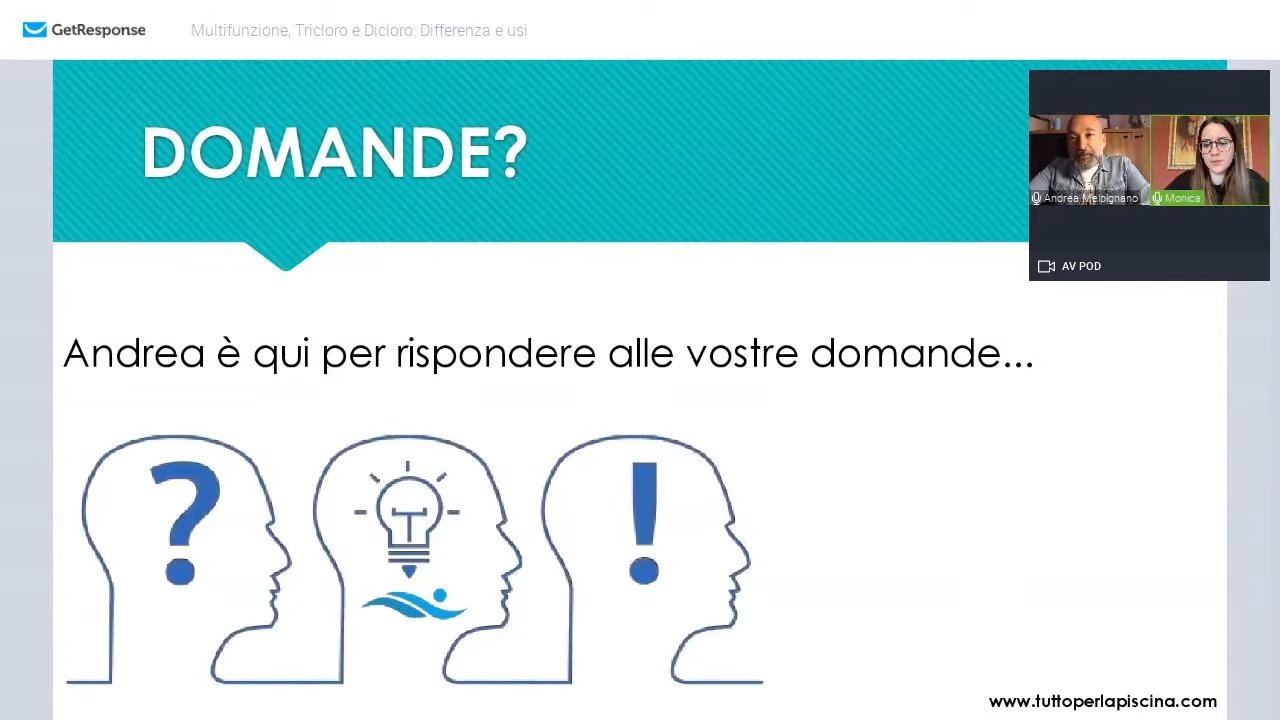 GetResponse
Multifunzione, Tricloro e Dicloro: Differenza e usi
DOMANDE?
Andrea Melpignano
Monica
AV POD
Andrea è qui per rispondere alle vostre domande...
www.tuttoperlapiscina.com